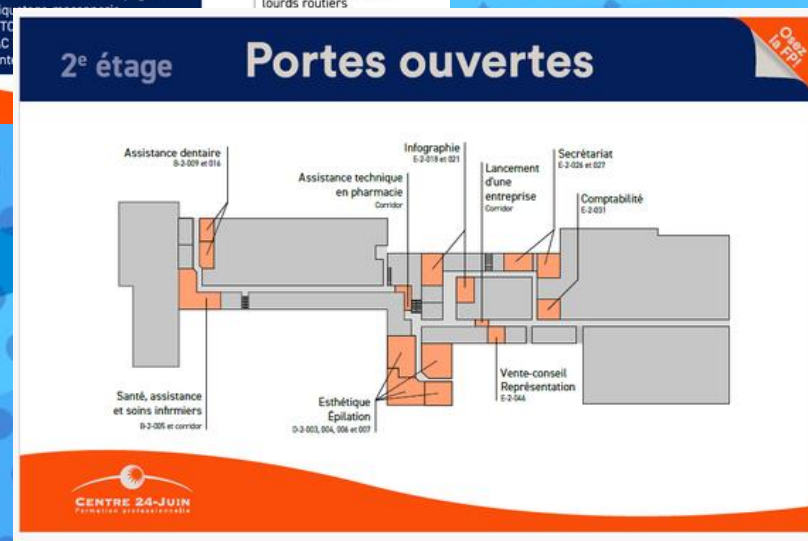 lourds routiers
2e étage
Portes ouvertes
Osez
la FP!
Assistance dentaire
B-2-009 et 016
Assistance technique
en pharmacie
Corridor
Infographie
E-2-018 et 021
Lancement
d'une
entreprise
Corridor
Secrétariat
E-2-026 et 027
Comptabilité
E-2-031
Santé, assistance
et soins infirmiers
B-2-005 et corridor
Esthétique
Épilation
D-2-003, 004, 006 et 007
Vente-conseil
Représentation
E-2-046
CENTRE 24-JUIN
Formation professionnelle